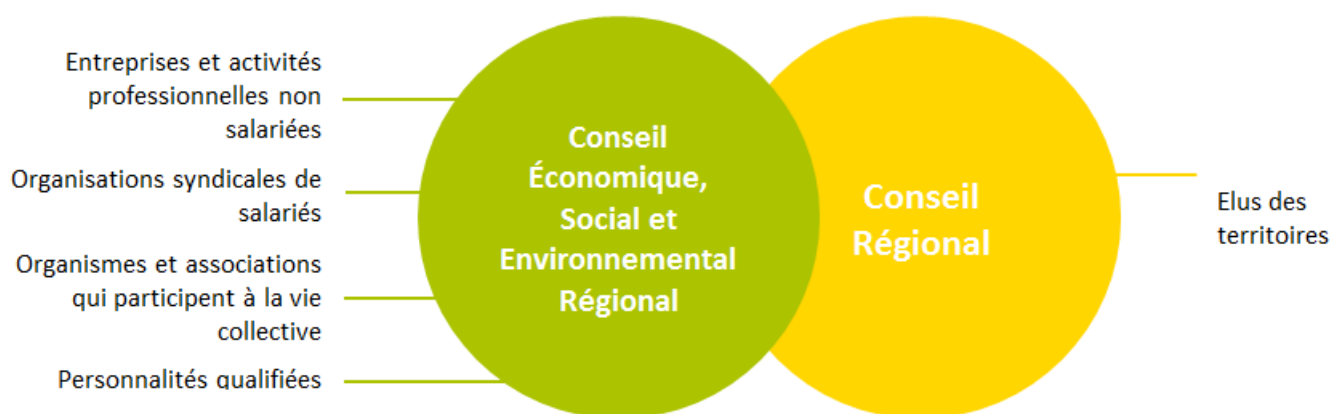 Entreprises et activités
professionnelles non
salariées
Organisations syndicales de
salariés
Organismes et associations
qui participent à la vie
collective
Personnalités qualifiées
Conseil
Économique,
Social et
Environnemental
Régional
Conseil
Régional
Elus des
territoires